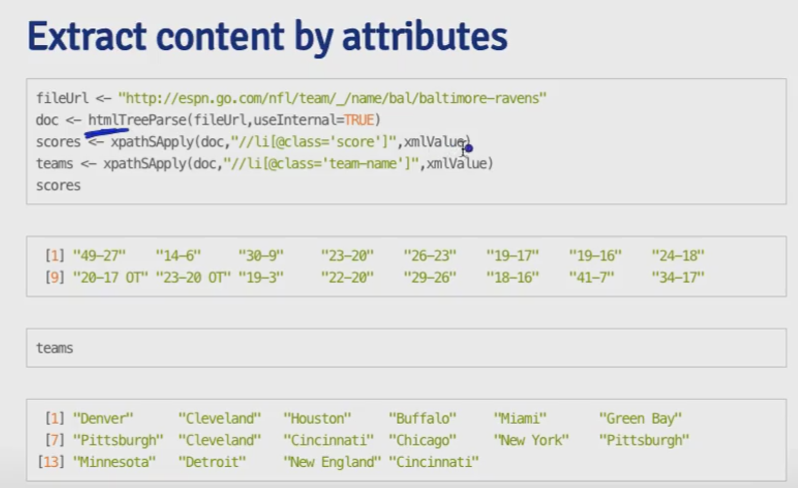 Extract content by attributes
fileUrl <- "http://espn.go.com/nfl/team/_/name/bal/baltimore-ravens"
doc <- htmlTreeParse(fileUrl,useInternal=TRUE)
scores <- xpathSApply(doc,"//li[@class='score']",xmlValue)
teams <- xpathSApply(doc,"//li[@class='team-name']",xmlValue)
scores
[1] "49-27" "14-6" "30-9" "23-20" "26-23" "19-17" "19-16" "24-18"
[9] "20-17 OT" "23-20 OT" "19-3" "22-20" "29-26" "18-16" "41-7" "34-17"
teams
[1] "Denver" "Cleveland" "Houston" "Buffalo" "Miami" "Green Bay"
[7] "Pittsburgh" "Cleveland" "Cincinnati" "Chicago" "New York" "Pittsburgh"
[13] "Minnesota" "Detroit" "New England" "Cincinnati"